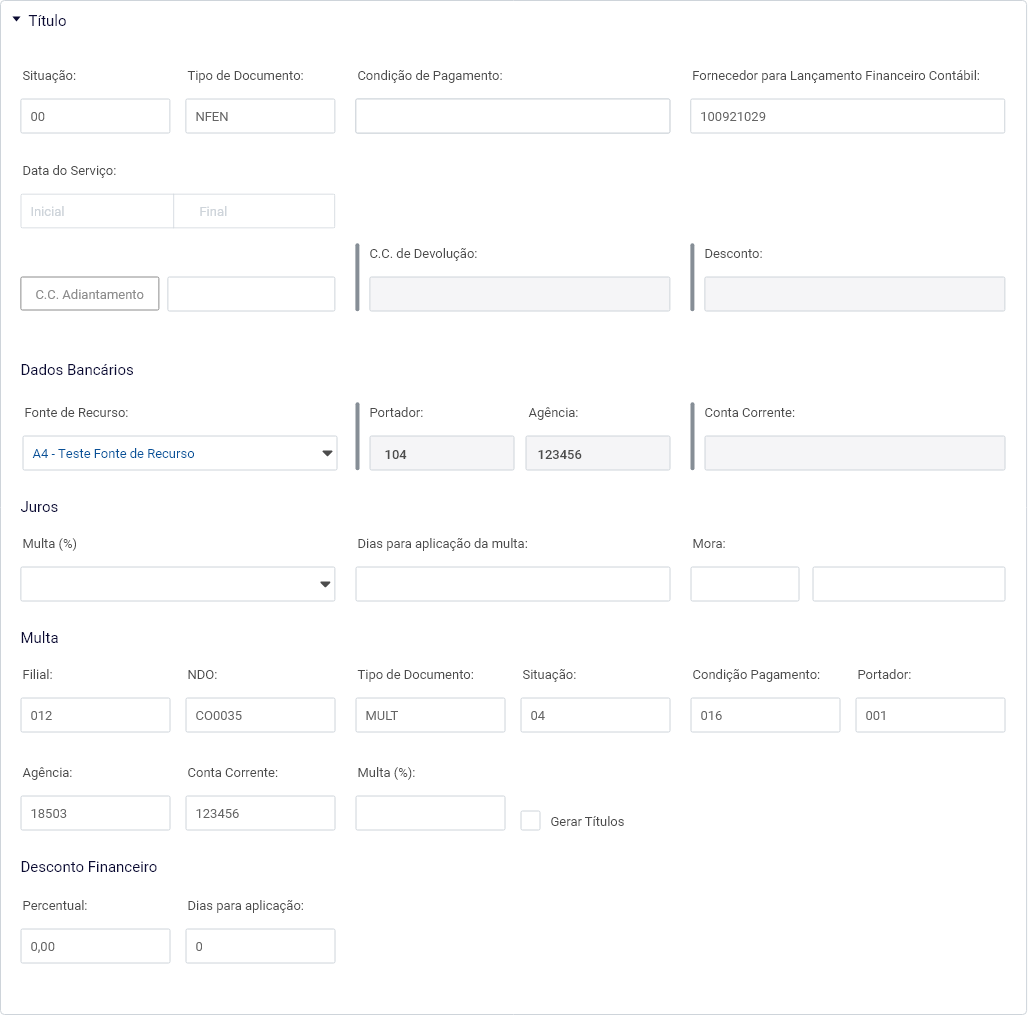 Título
Situação: Tipo de Documento: Condição de Pagamento: Fornecedor para Lançamento Financeiro Contábil:
00 NFEN 100921029
Data do Serviço:
Inicial Final
C.C. de Devolução: Desconto:
C.C. Adiantamento
Dados Bancários
Fonte de Recurso: Portador: Agência: Conta Corrente:
A4 - Teste Fonte de Recurso 104 123456
Juros
Multa (%) Dias para aplicação da multa: Mora:
Multa
Filial: NDO: Tipo de Documento: Situação: Condição Pagamento: Portador:
012 CO0035 MULT 04 016 001
Agência: Conta Corrente: Multa (%):
18503 123456 Gerar Títulos
Desconto Financeiro
Percentual: Dias para aplicação:
0,00 0